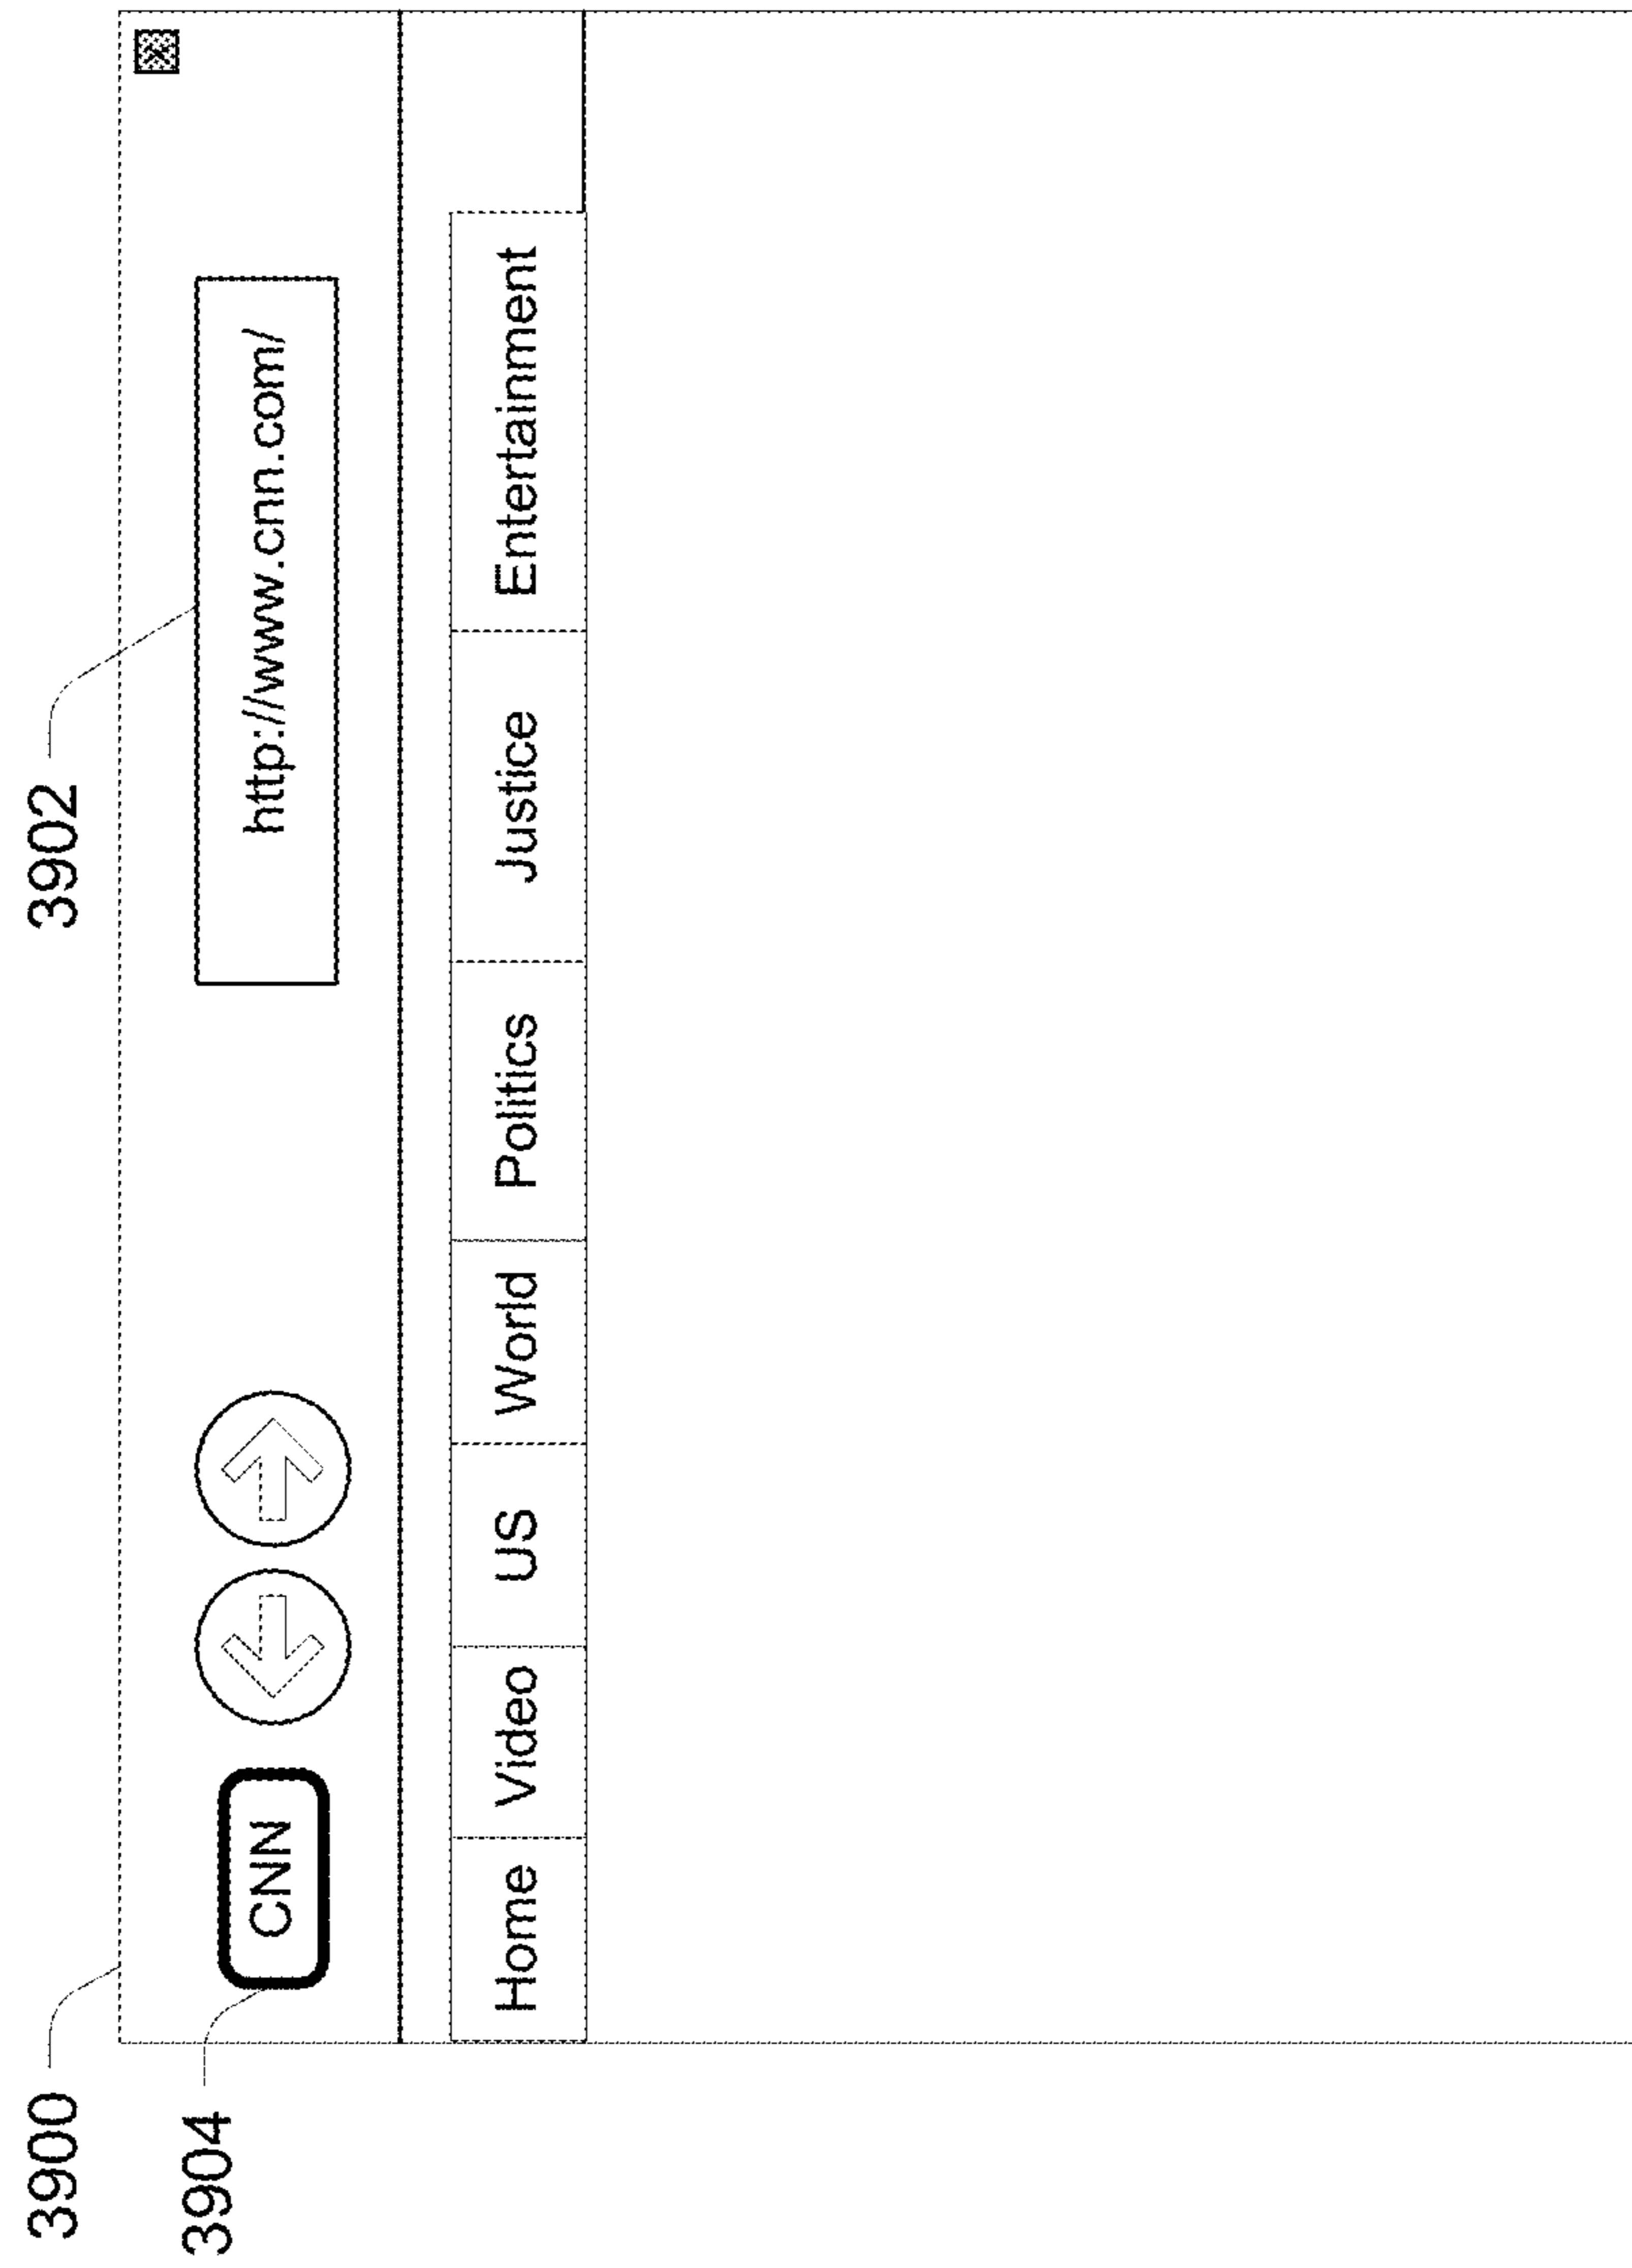 3900
3902
3904
CNN
http://www.cnn.com/
Home Video US World Politics Justice Entertainment